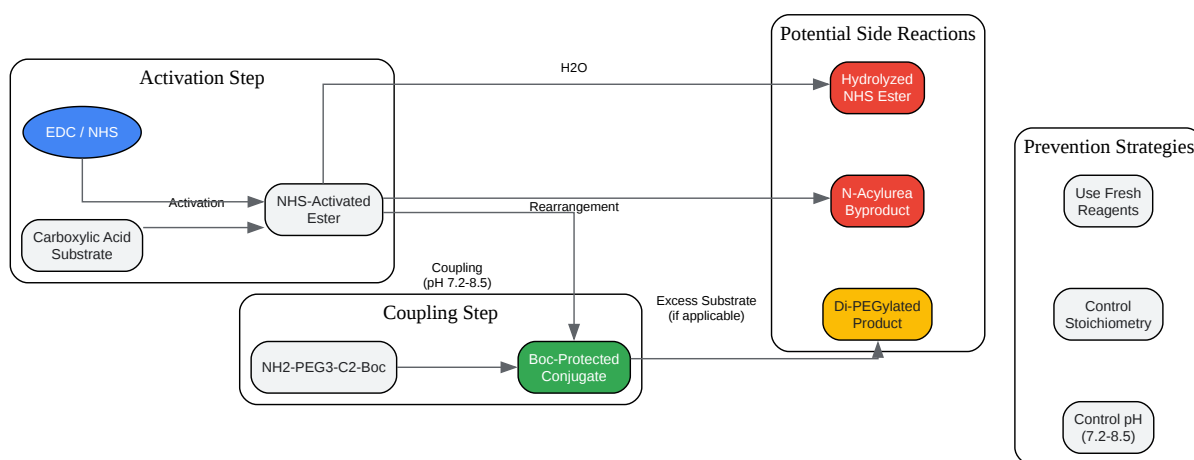 Activation Step
EDC / NHS
Carboxylic Acid
Substrate
Activation
NHS-Activated
Ester
H2O
Rearrangement
Coupling
(pH 7.2-8.5)
Coupling Step
NH2-PEG3-C2-Boc
Boc-Protected
Conjugate
Excess Substrate
(if applicable)
Potential Side Reactions
Hydrolyzed
NHS Ester
N-Acylurea
Byproduct
Di-PEGylated
Product
Prevention Strategies
Use Fresh
Reagents
Control
Stoichiometry
Control pH
(7.2-8.5)